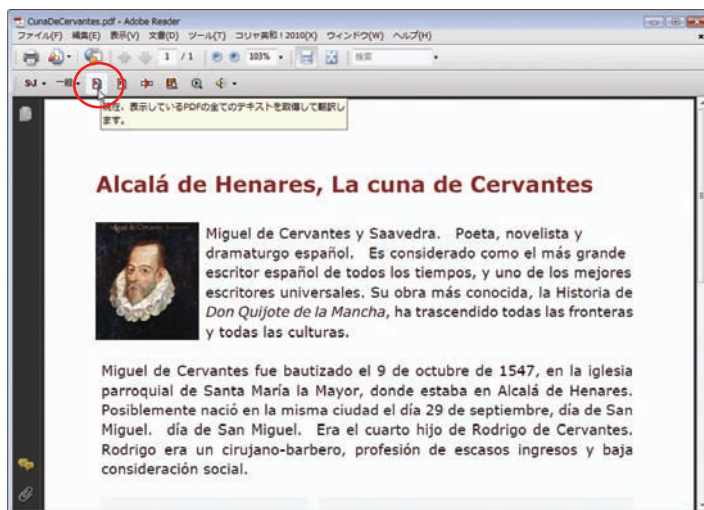 CunaDeCervantes.pdf - Adobe Reader
ファイル(F) 編集(E) 表示(V) 文書(D) ツール(T) コリャ英和!2010(X) ウィンドウ(W) ヘルプ(H)
1 / 1 103% 検索
SJ 一般
現在、表示しているPDFの全てのテキストを取得して翻訳し
ます。
Alcalá de Henares, La cuna de Cervantes
Miguel de Cervantes y Saavedra. Poeta, novelista y
dramaturgo español. Es considerado como el más grande
escritor español de todos los tiempos, y uno de los mejores
escritores universales. Su obra más conocida, la Historia de
Don Quijote de la Mancha, ha trascendido todas las fronteras
y todas las culturas.
Miguel de Cervantes fue bautizado el 9 de octubre de 1547, en la iglesia
parroquial de Santa María la Mayor, donde estaba en Alcalá de Henares.
Posiblemente nació en la misma ciudad el día 29 de septiembre, día de San
Miguel. día de San Miguel. Era el cuarto hijo de Rodrigo de Cervantes.
Rodrigo era un cirujano-barbero, profesión de escasos ingresos y baja
consideración social.